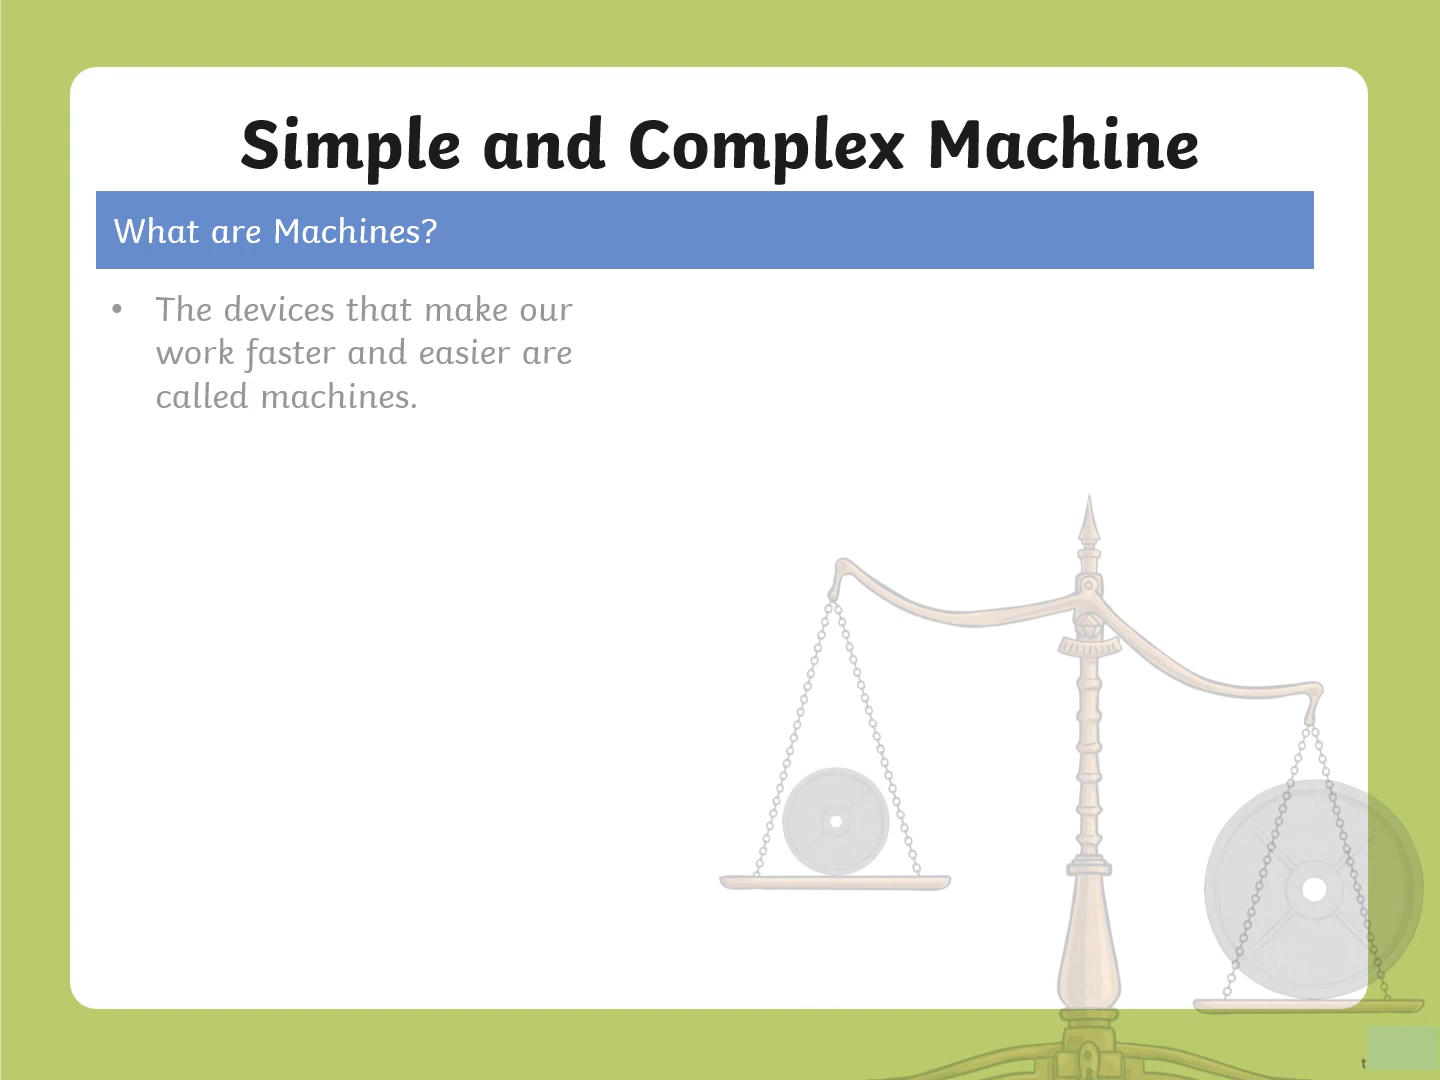 Simple and Complex Machine
What are Machines?
• The devices that make our
work faster and easier are
called machines.
t